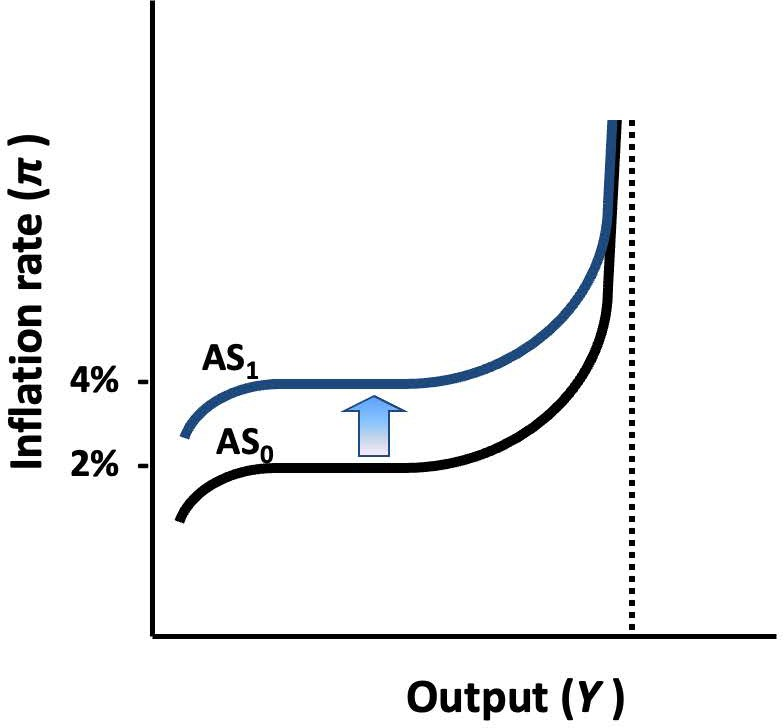 Inflation rate (π)
AS1
4%
AS0
2%
Output (Y)